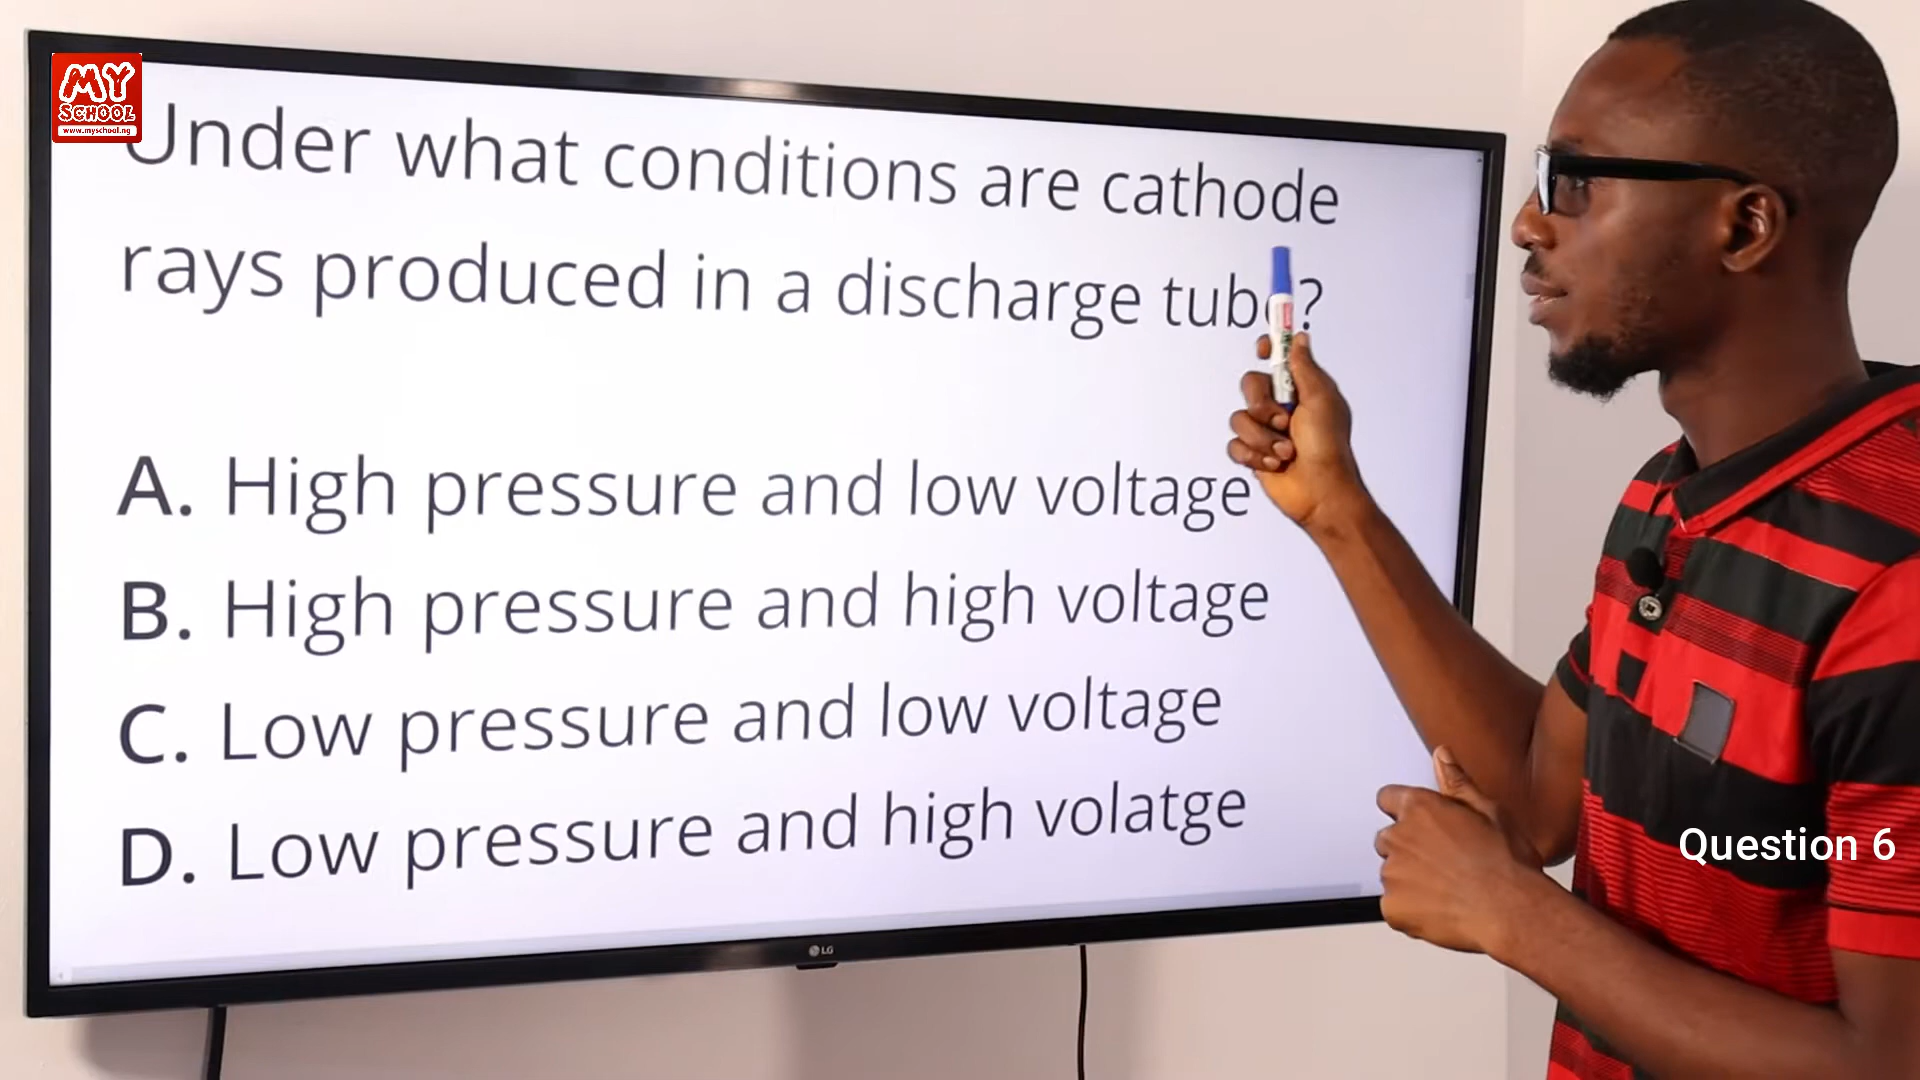 MY
SCHOOL
www.myschool.ng
Under what conditions are cathode
rays produced in a discharge tube?
A. High pressure and low voltage
B. High pressure and high voltage
C. Low pressure and low voltage
D. Low pressure and high volatge
Question 6
LG